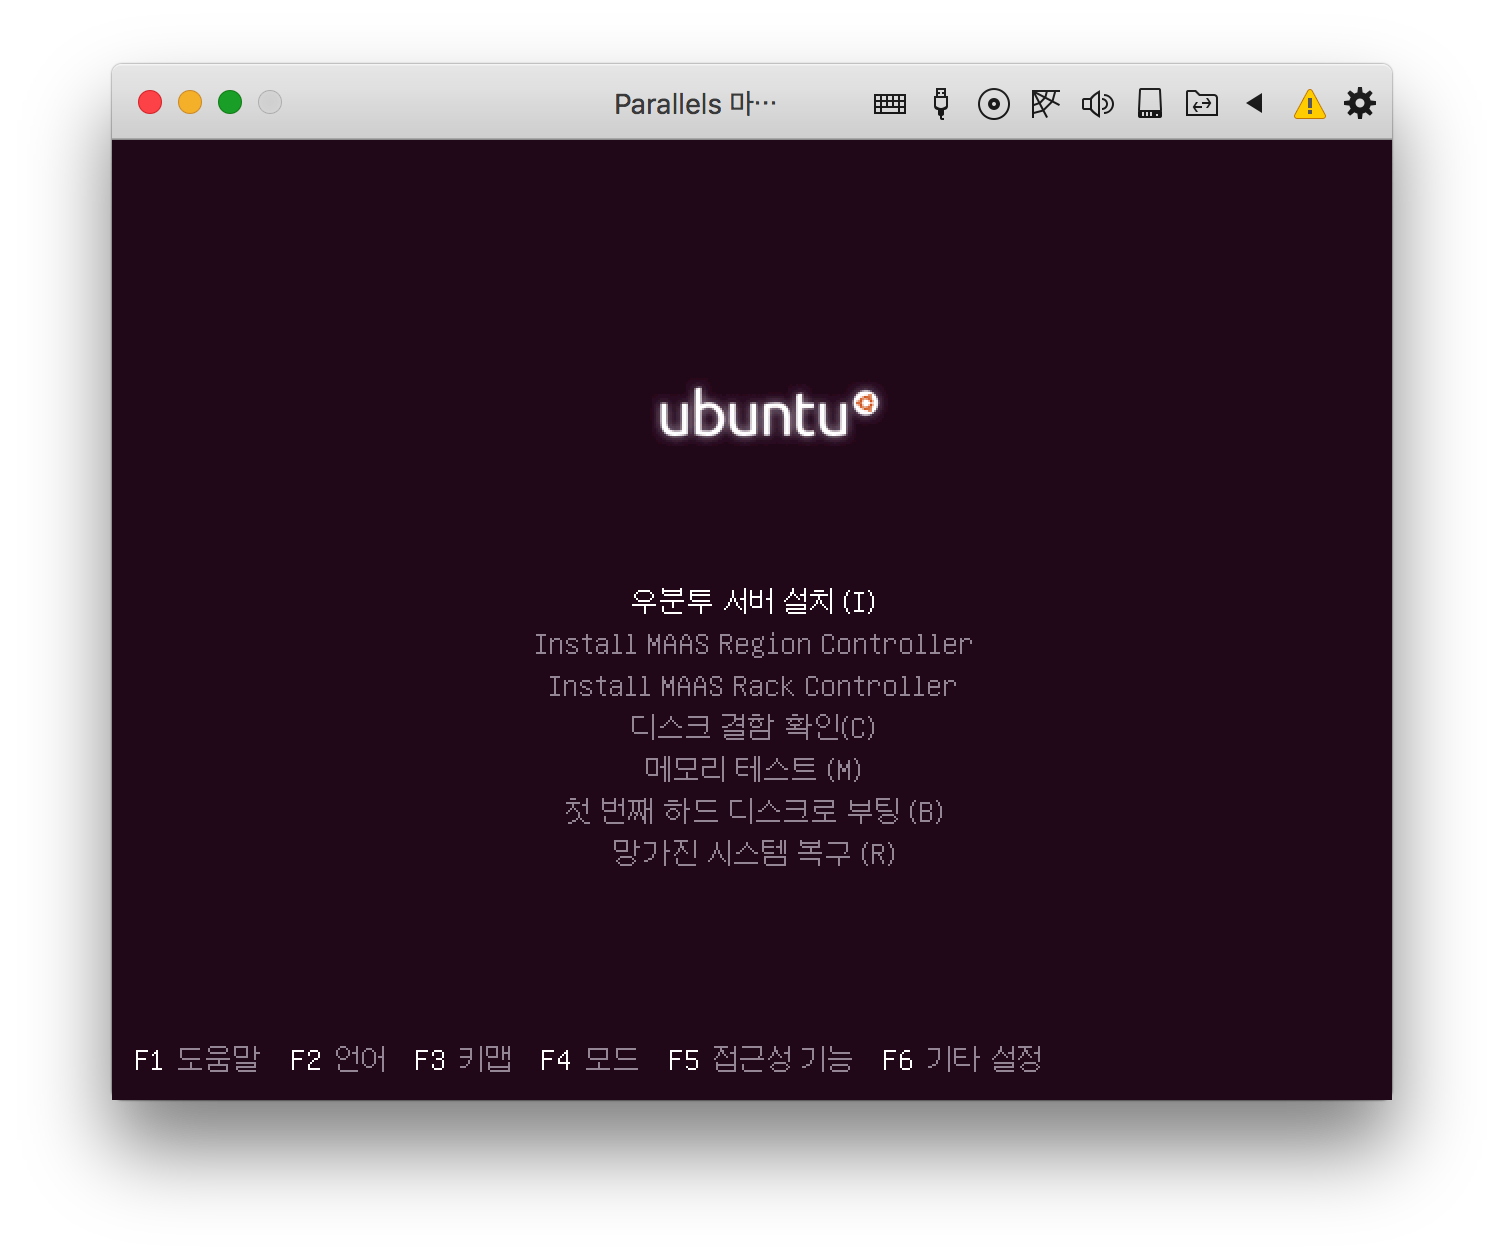 Parallels 마…
ubuntu
우분투 서버 설치 (I)
Install MAAS Region Controller
Install MAAS Rack Controller
디스크 결함 확인(C)
메모리 테스트 (M)
첫 번째 하드 디스크로 부팅 (B)
망가진 시스템 복구 (R)
F1 도움말 F2 언어 F3 키맵 F4 모드 F5 접근성 기능 F6 기타 설정